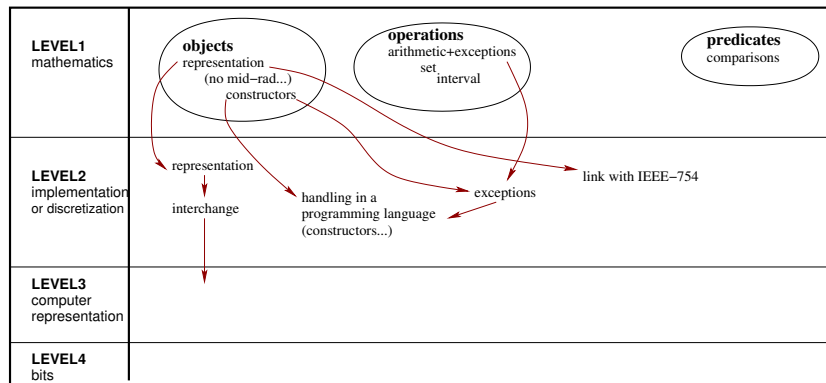 LEVEL1
mathematics
objects
representation
(no mid−rad...)
constructors
operations
arithmetic+exceptions
set
interval
predicates
comparisons
LEVEL2
implementation
or discretization
representation
interchange
handling in a
programming language
(constructors...)
exceptions
link with IEEE−754
LEVEL3
computer
representation
LEVEL4
bits